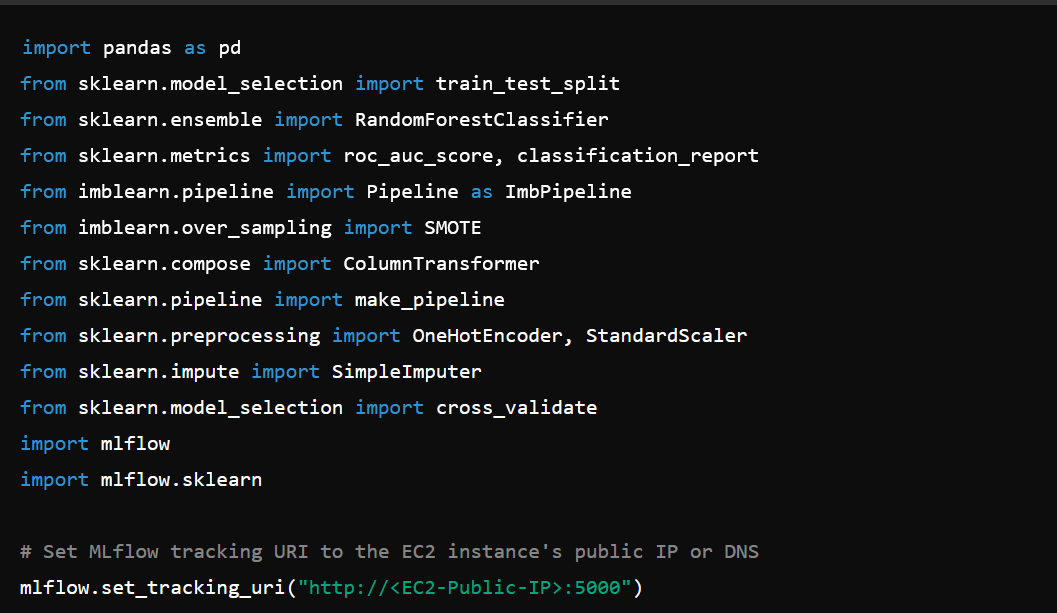 import pandas as pd
from sklearn.model_selection import train_test_split
from sklearn.ensemble import RandomForestClassifier
from sklearn.metrics import roc_auc_score, classification_report
from imblearn.pipeline import Pipeline as ImbPipeline
from imblearn.over_sampling import SMOTE
from sklearn.compose import ColumnTransformer
from sklearn.pipeline import make_pipeline
from sklearn.preprocessing import OneHotEncoder, StandardScaler
from sklearn.impute import SimpleImputer
from sklearn.model_selection import cross_validate
import mlflow
import mlflow.sklearn
# Set MLflow tracking URI to the EC2 instance's public IP or DNS
mlflow.set_tracking_uri("http://<EC2-Public-IP>:5000")